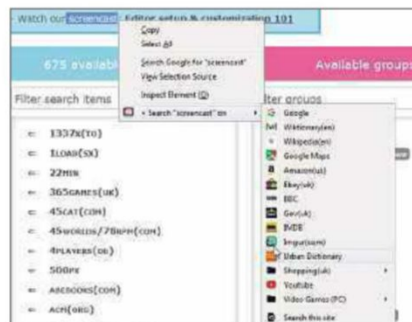 Watch our screencast: Editor setup & customization 101
675 availabl
Available groups
Filter search items
lter groups
Copy
Select All
Search Google for "screencast"
View Selection Source
Inspect Element (Q)
Search "screencast" on
1337X(TO)
1LOAD(SX)
22MIN
365GAMES(UK)
45CAT(COM)
45WORLDS/78RPM(COM)
4PLAYERS(DE)
500PX
ABEBOOKS(COM)
ACM(ORG)
Google
Wiktionary(en)
Wikipedia(en)
Google Maps
Amazon(us)
Ebay(uk)
BBC
Gov(uk)
IMDB
Imgur(com)
Urban Dictionary
Shopping(uk)
Youtube
Video Games (PC)
Search this site